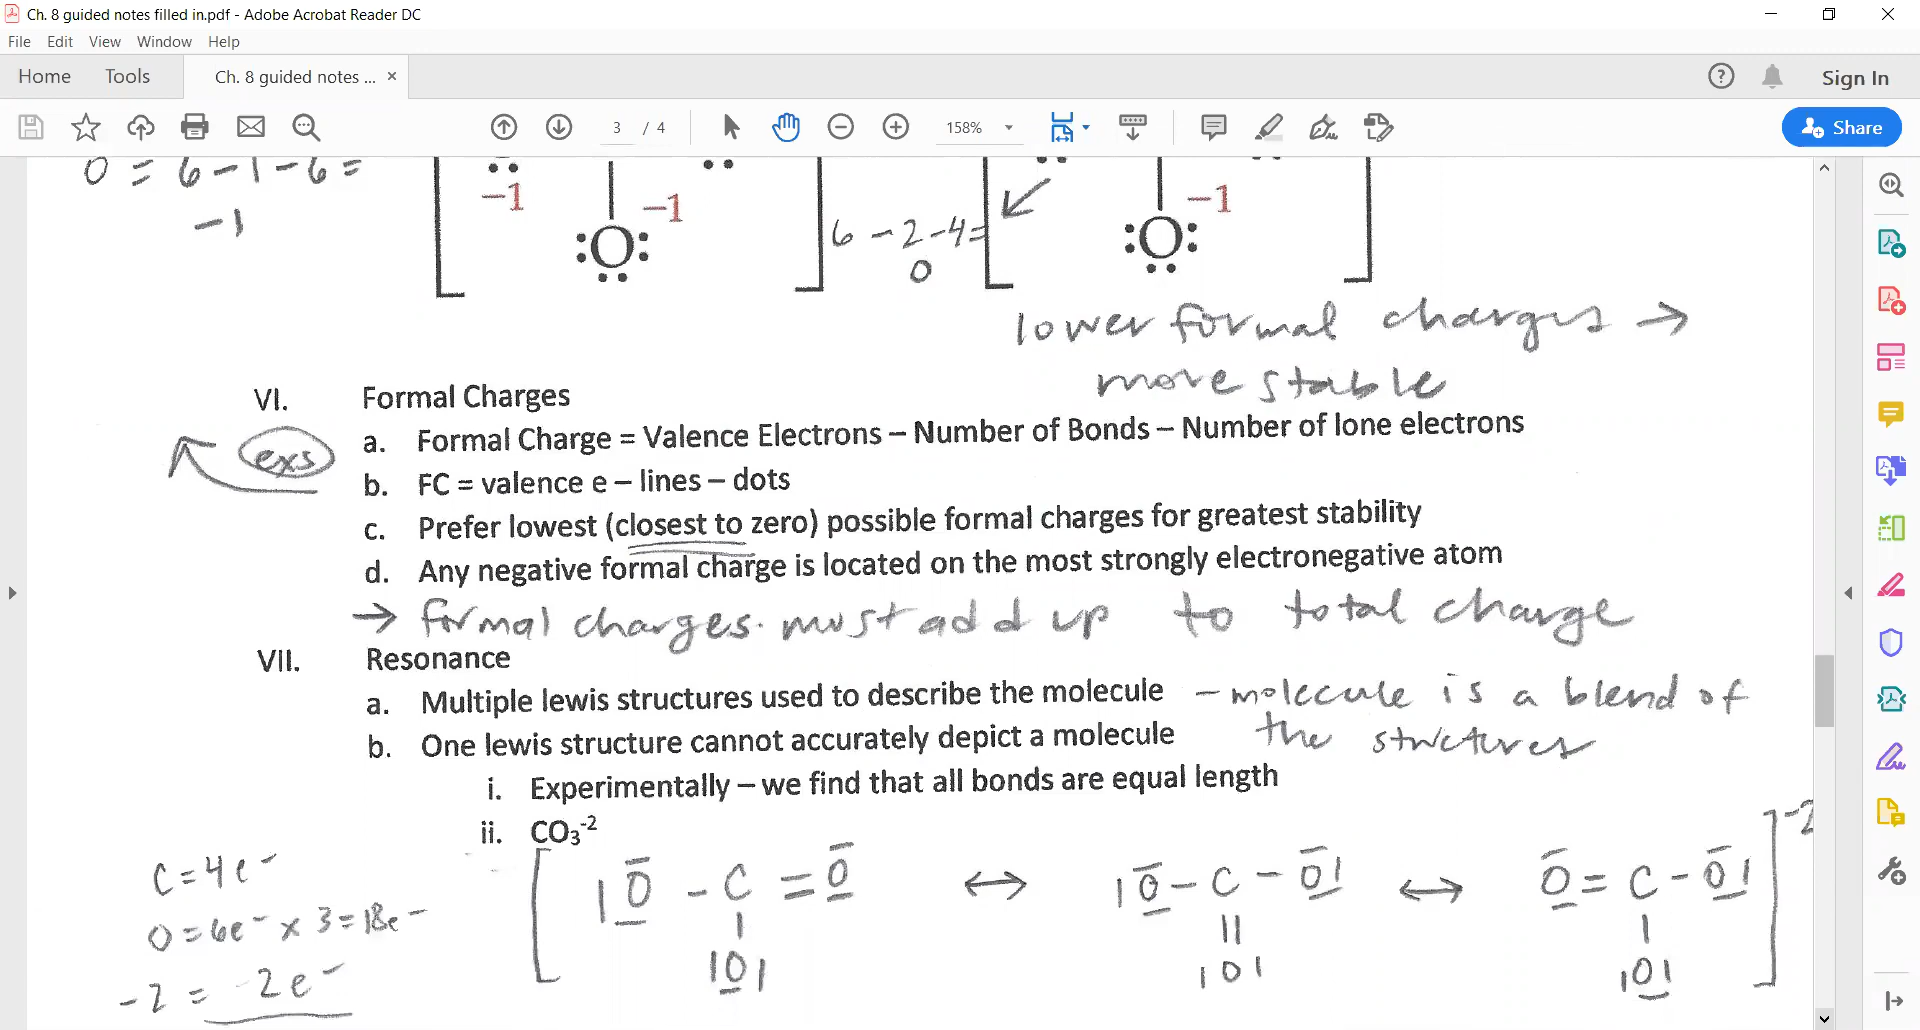 Ch. 8 guided notes filled in.pdf - Adobe Acrobat Reader DC
File Edit View Window Help
Home Tools Ch. 8 guided notes ... × Sign In
3 / 4 158% Share
O = 6 - 1 - 6 =
-1
-1 -1 -1
:O: 6 - 2 - 4 = :O:
0
lower formal charges →
more stable
VI. Formal Charges
exs
a. Formal Charge = Valence Electrons – Number of Bonds – Number of lone electrons
b. FC = valence e – lines – dots
c. Prefer lowest (closest to zero) possible formal charges for greatest stability
d. Any negative formal charge is located on the most strongly electronegative atom
→ formal charges. must add up to total charge
VII. Resonance
a. Multiple lewis structures used to describe the molecule – molecule is a blend of
the structures
b. One lewis structure cannot accurately depict a molecule
i. Experimentally – we find that all bonds are equal length
ii. CO₃⁻²
C = 4e⁻
O = 6e⁻ x 3 = 18e⁻
-2 = 2e⁻
[ |O - C = O ↔ |O - C - O| ↔ O = C - O| ]⁻²
| || |
|O| |O| |O|